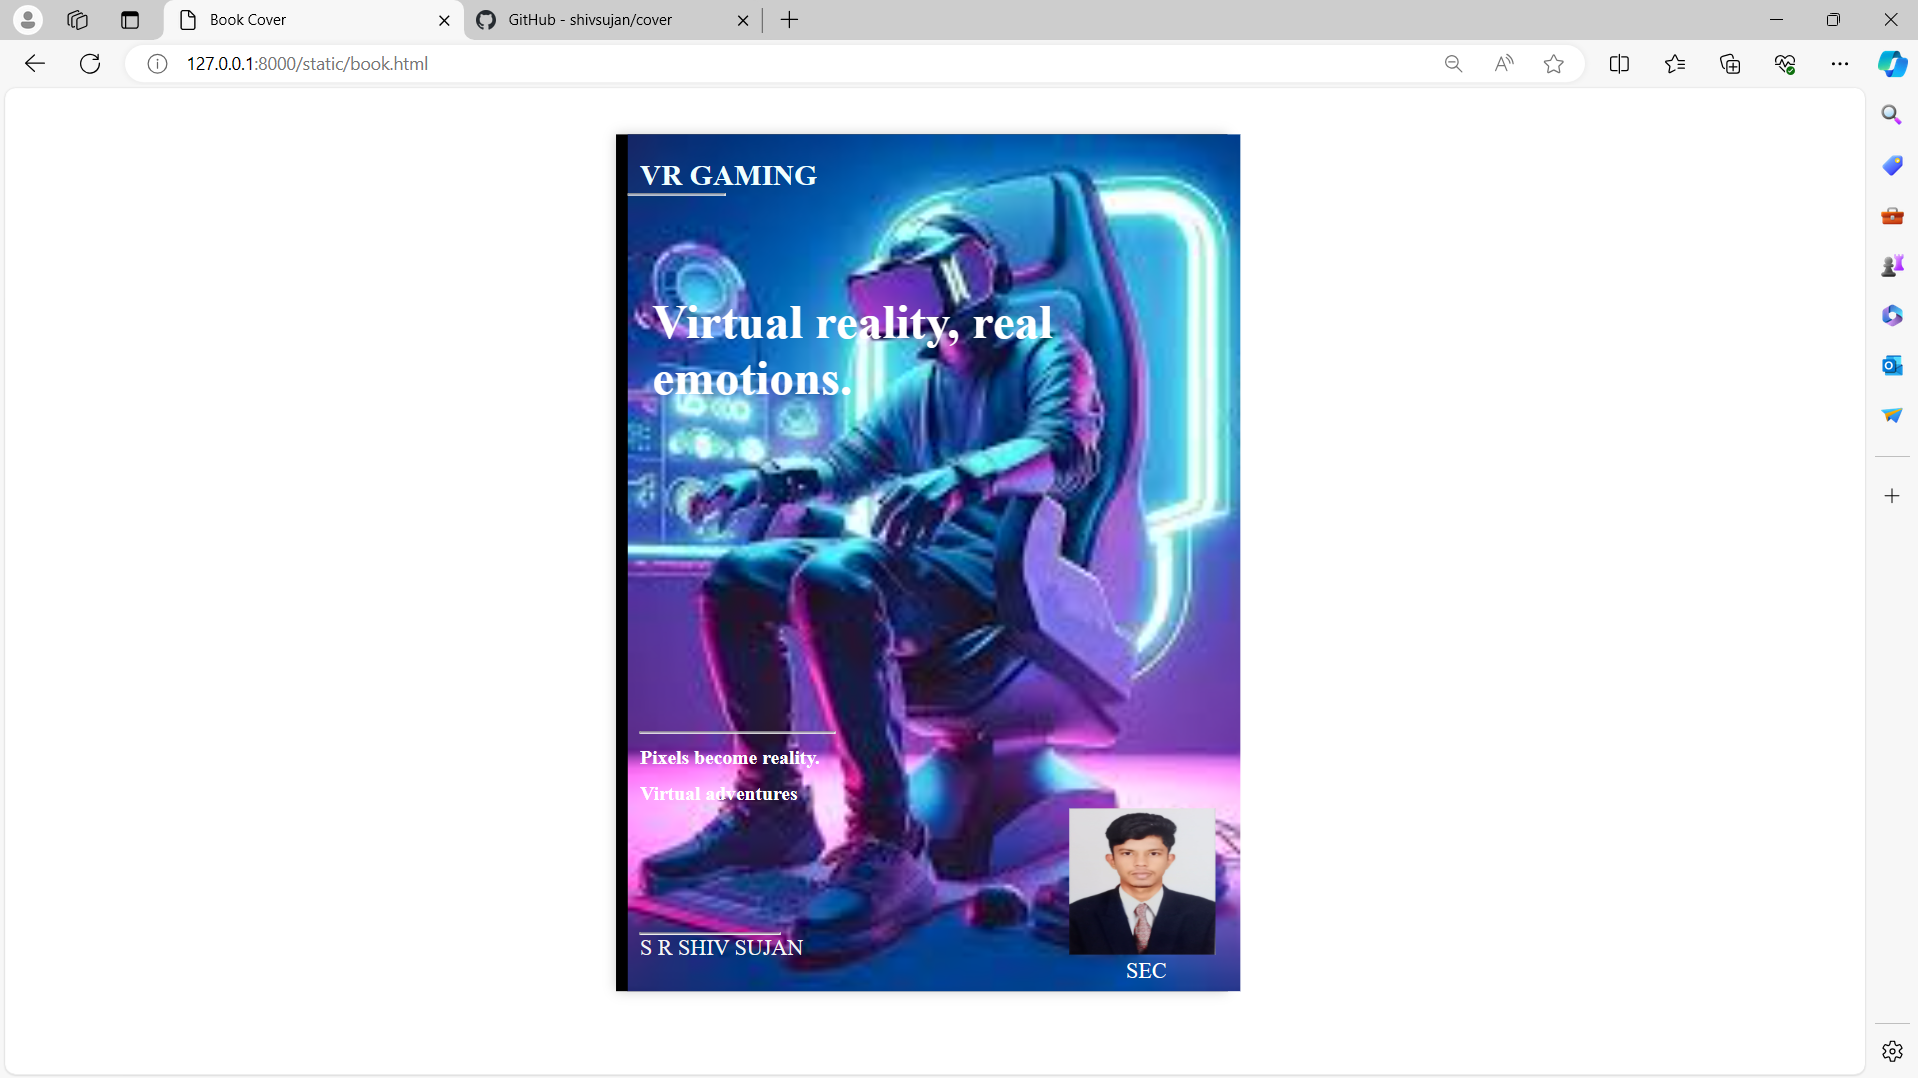 Book Cover
GitHub - shivsujan/cover
127.0.0.1:8000/static/book.html
VR GAMING
Virtual reality, real
emotions.
Pixels become reality.
Virtual adventures
S R SHIV SUJAN
SEC